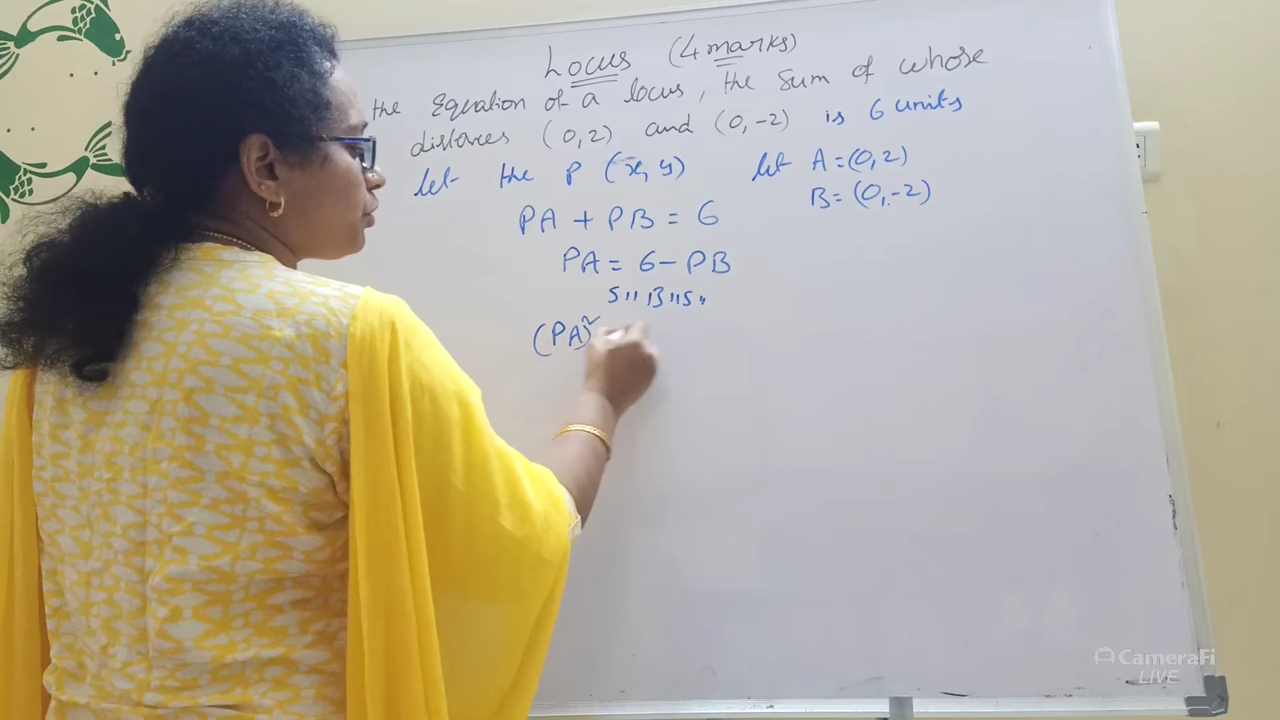 Locus (4 marks)
the Equation of a locus, the sum of whose
distances (0,2) and (0,-2) is 6 units
let the P (x, y) let A = (0,2)
B = (0,-2)
PA + PB = 6
PA = 6 - PB
S,, B,, S,,
(PA)²
CameraFi
LIVE